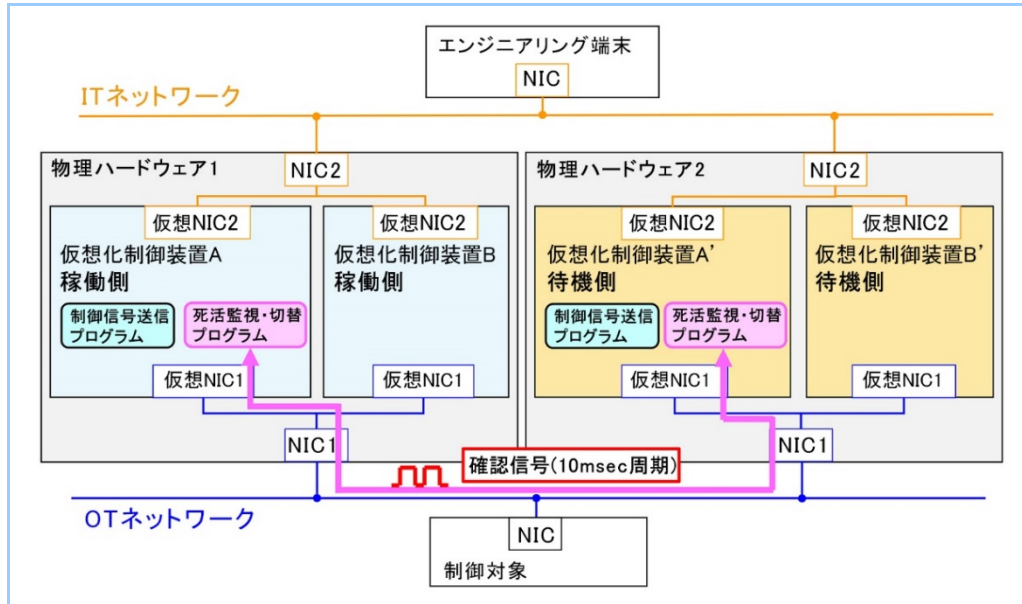 エンジニアリング端末
NIC
ITネットワーク
物理ハードウェア1
NIC2
物理ハードウェア2
NIC2
仮想NIC2
仮想NIC2
仮想NIC2
仮想NIC2
仮想化制御装置A
稼働側
仮想化制御装置B
稼働側
仮想化制御装置A'
待機側
仮想化制御装置B'
待機側
制御信号送信
プログラム
死活監視・切替
プログラム
制御信号送信
プログラム
死活監視・切替
プログラム
仮想NIC1
仮想NIC1
仮想NIC1
仮想NIC1
NIC1
確認信号(10msec周期)
NIC1
OTネットワーク
NIC
制御対象